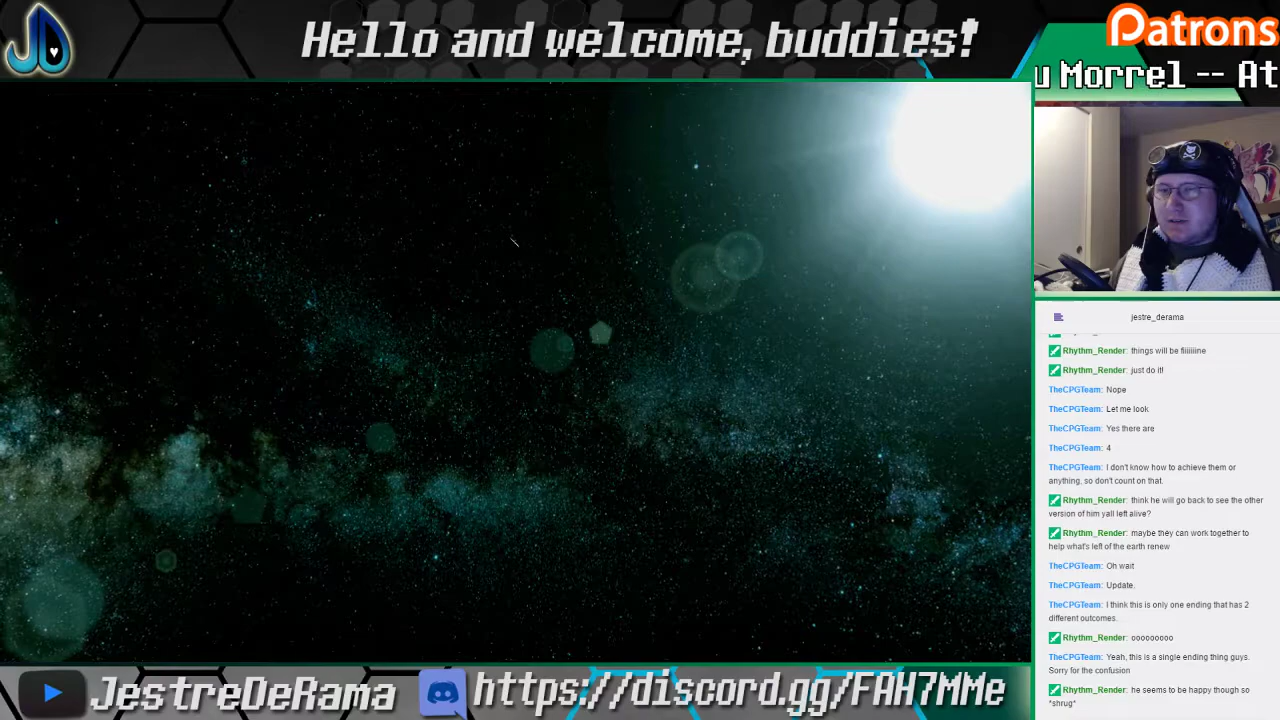 Hello and welcome, buddies!
Patrons
u Morrel -- At
jestre_derama
Rhythm_Render: things will be fiiiiiine
Rhythm_Render: just do it!
TheCPGTeam: Nope
TheCPGTeam: Let me look
TheCPGTeam: Yes there are
TheCPGTeam: 4
TheCPGTeam: I don't know how to achieve them or
anything, so don't count on that.
Rhythm_Render: think he will go back to see the other
version of him yall left alive?
Rhythm_Render: maybe they can work together to
help what's left of the earth renew
TheCPGTeam: Oh wait
TheCPGTeam: Update.
TheCPGTeam: I think this is only one ending that has 2
different outcomes.
Rhythm_Render: ooooooooo
TheCPGTeam: Yeah, this is a single ending thing guys.
Sorry for the confusion
Rhythm_Render: he seems to be happy though so
*shrug*
JestreDeRama
https://discord.gg/FAH7MMe